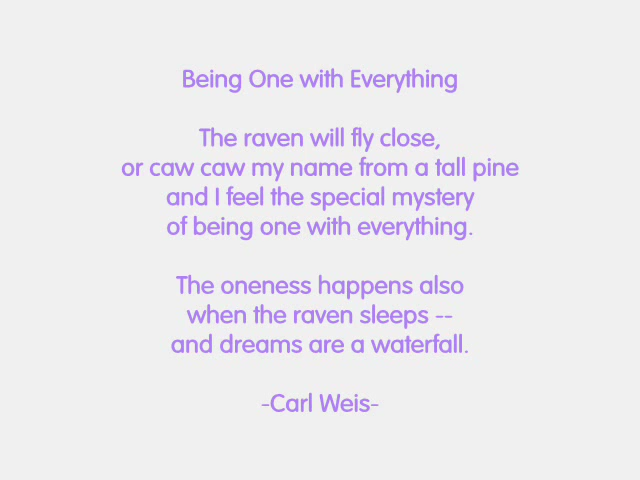 Being One with Everything
The raven will fly close,
or caw caw my name from a tall pine
and I feel the special mystery
of being one with everything.
The oneness happens also
when the raven sleeps --
and dreams are a waterfall.
-Carl Weis-